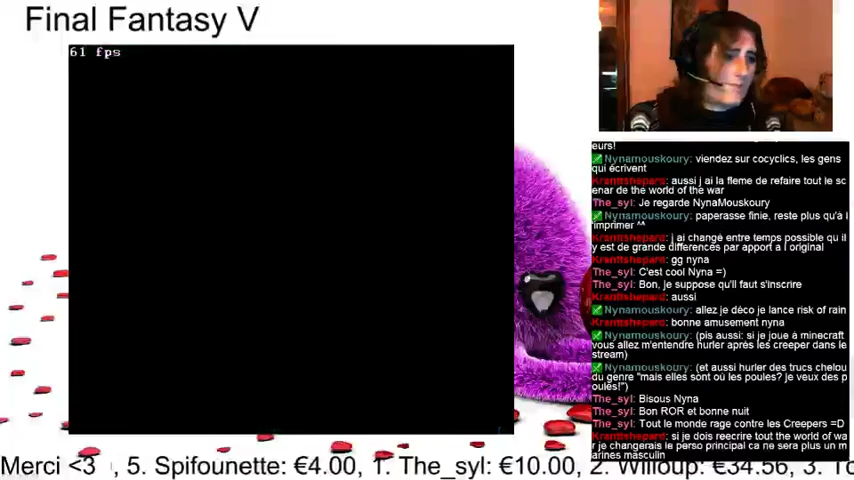 Final Fantasy V
61 fps
eurs!
Nynamouskoury: viendez sur cocyclics, les gens
qui écrivent
Kranttshepard: aussi j ai la fleme de refaire tout le sc
enar de the world of the war
The_syl: Je regarde NynaMouskoury
Nynamouskoury: paperasse finie, reste plus qu'à l
'imprimer ^^
Kranttshepard: j ai changé entre temps possible qu il
y est de grande différences par apport a l original
Kranttshepard: gg nyna
The_syl: C'est cool Nyna =)
The_syl: Bon, je suppose qu'il faut s'inscrire
Kranttshepard: aussi
Nynamouskoury: allez je déco je lance risk of rain
Kranttshepard: bonne amusement nyna
Nynamouskoury: (pis aussi: si je joue à minecraft
vous allez m'entendre hurler après les creeper dans le
stream)
Nynamouskoury: (et aussi hurler des trucs chelou
du genre "mais elles sont où les poules? je veux des p
oules!")
The_syl: Bisous Nyna
The_syl: Bon ROR et bonne nuit
The_syl: Tout le monde rage contre les Creepers =D
Kranttshepard: si je dois reecrire tout the world of wa
r je changerais le perso principal ca ne sera plus un m
arines masculin
Merci <3 , 5. Spifounette: €4.00, 1. The_syl: €10.00, 2. Willoup: €34.56, 3. To